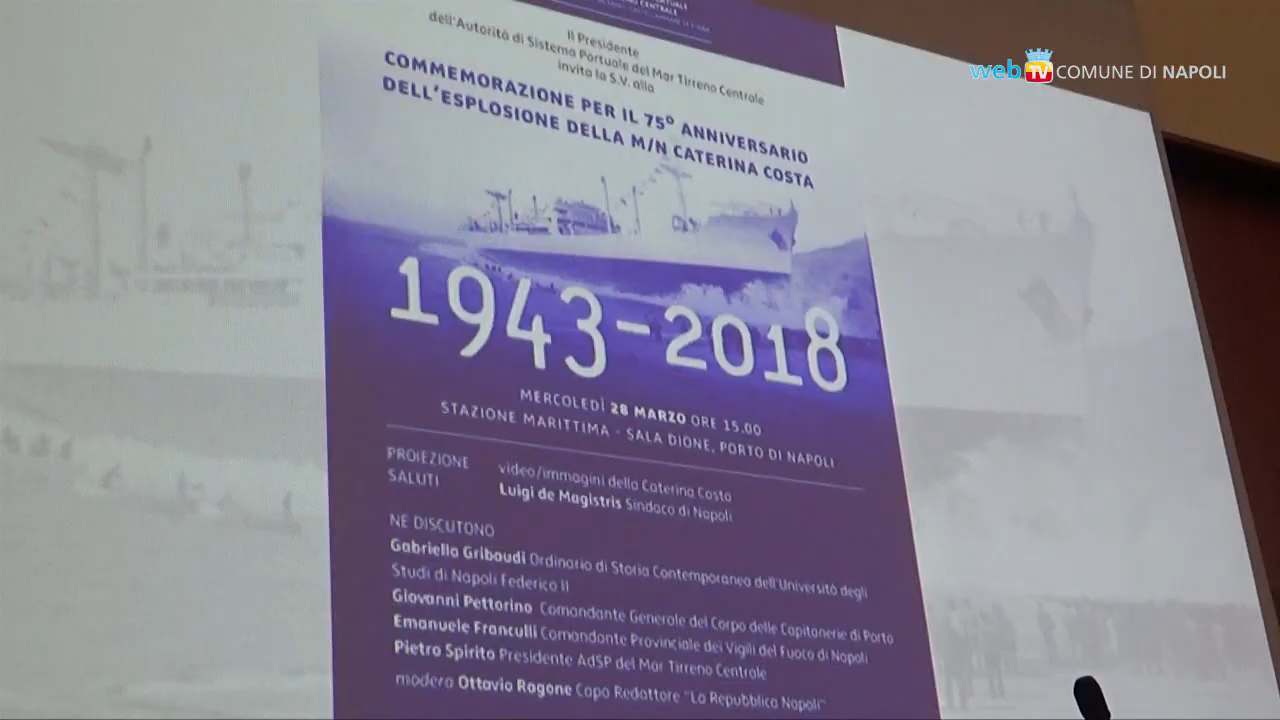 web TV COMUNE DI NAPOLI
Il Presidente
dell'Autorità di Sistema Portuale del Mar Tirreno Centrale
invita la S.V. alla
COMMEMORAZIONE PER IL 75° ANNIVERSARIO
DELL'ESPLOSIONE DELLA M/N CATERINA COSTA
1943-2018
MERCOLEDÌ 28 MARZO ORE 15.00
STAZIONE MARITTIMA - SALA DIONE, PORTO DI NAPOLI
PROIEZIONE video/immagini della Caterina Costa
SALUTI Luigi de Magistris Sindaco di Napoli
NE DISCUTONO
Gabriella Gribaudi Ordinario di Storia Contemporanea dell'Università degli
Studi di Napoli Federico II
Giovanni Pettorino Comandante Generale del Corpo delle Capitanerie di Porto
Emanuele Franculli Comandante Provinciale dei Vigili del Fuoco di Napoli
Pietro Spirito Presidente AdSP del Mar Tirreno Centrale
modera Ottavio Ragone Capo Redattore "La Repubblica Napoli"